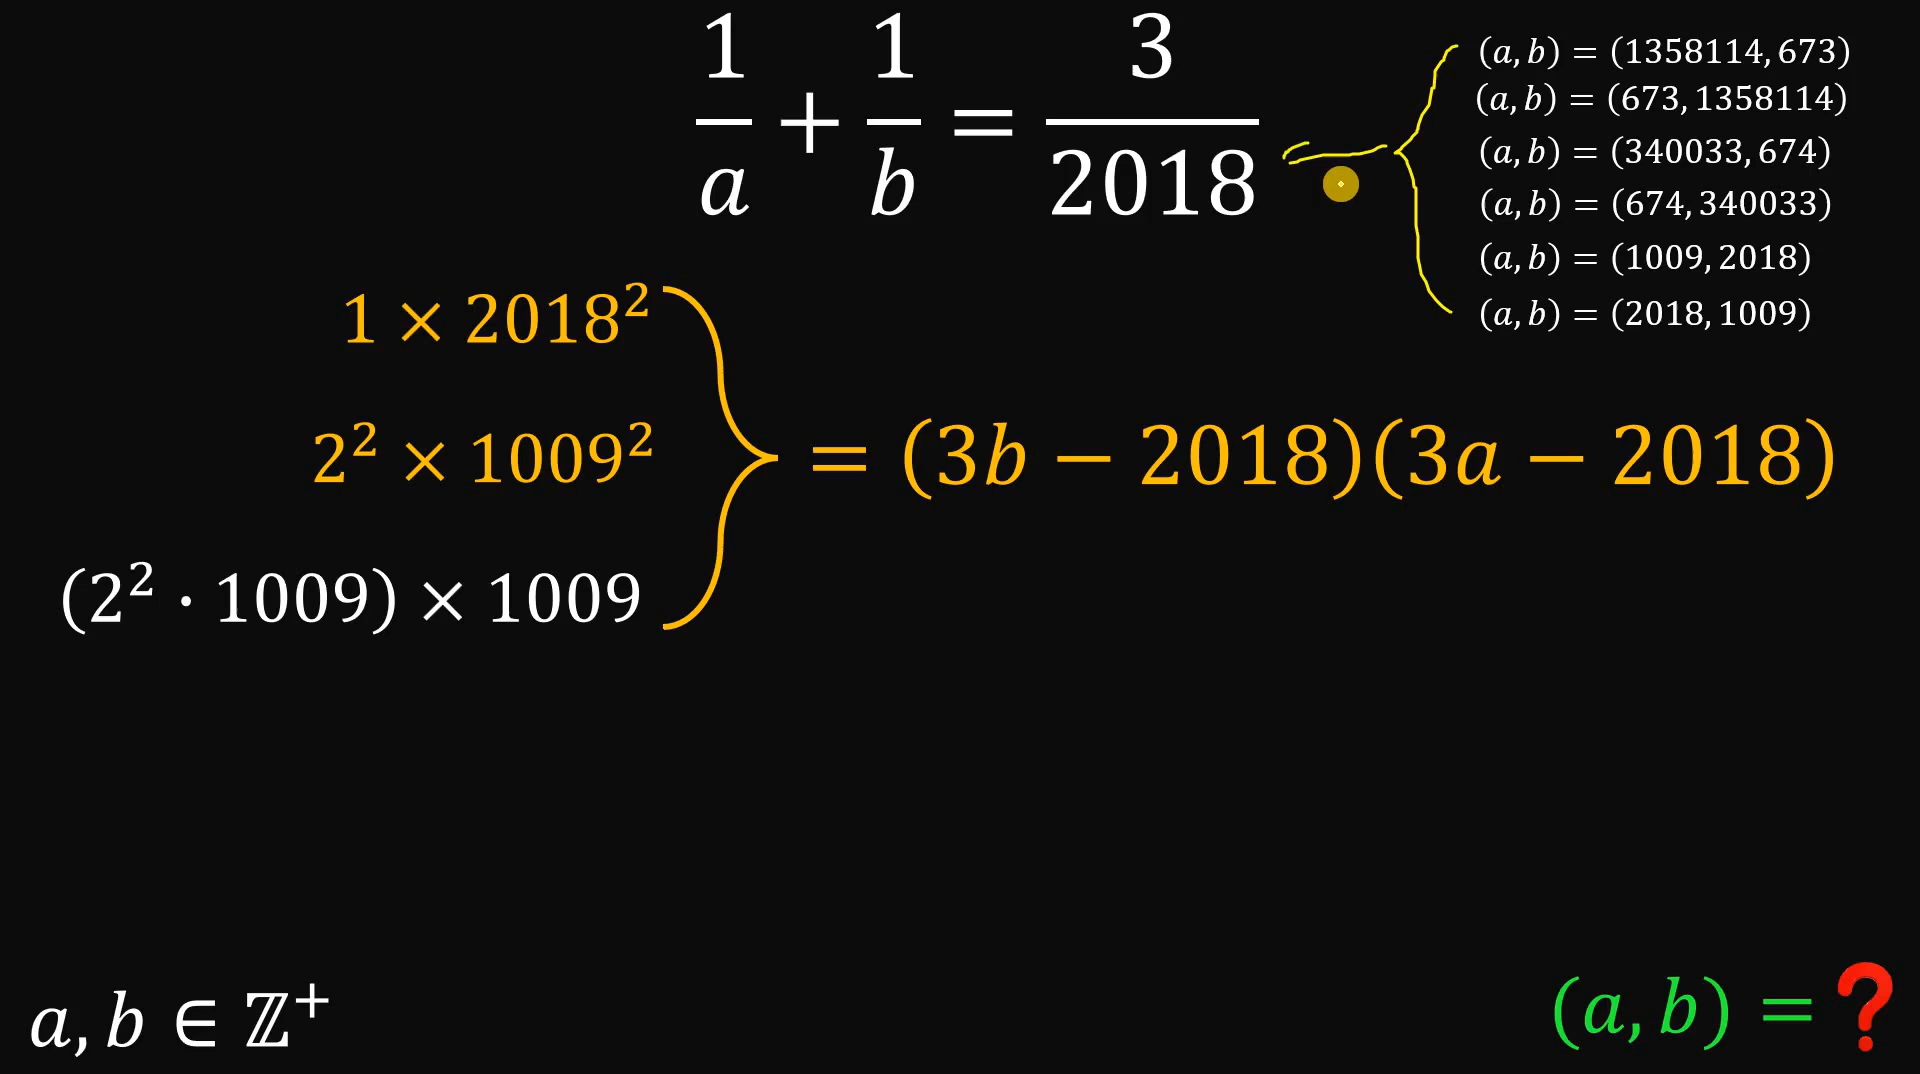 1/a + 1/b = 3/2018
(a, b) = (1358114, 673)
(a, b) = (673, 1358114)
(a, b) = (340033, 674)
(a, b) = (674, 340033)
(a, b) = (1009, 2018)
(a, b) = (2018, 1009)
1 × 2018²
2² × 1009² = (3b − 2018)(3a − 2018)
(2² · 1009) × 1009
a, b ∈ ℤ⁺
(a, b) = ❓